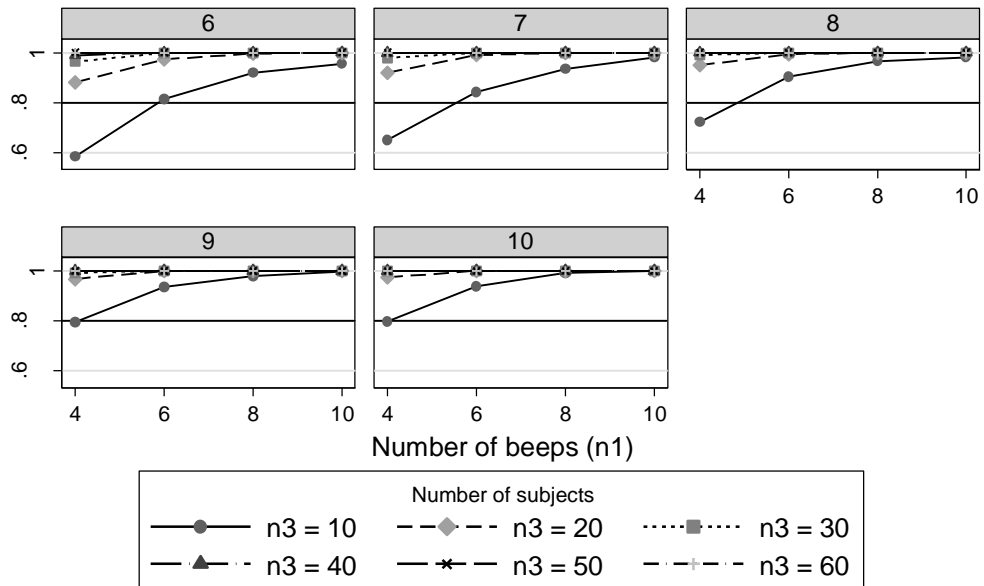 6 7 8
1
.8
.6
4 6 8 10
9 10
1
.8
.6
4 6 8 10 4 6 8 10
Number of beeps (n1)
Number of subjects
n3 = 10 n3 = 20 n3 = 30
n3 = 40 n3 = 50 n3 = 60